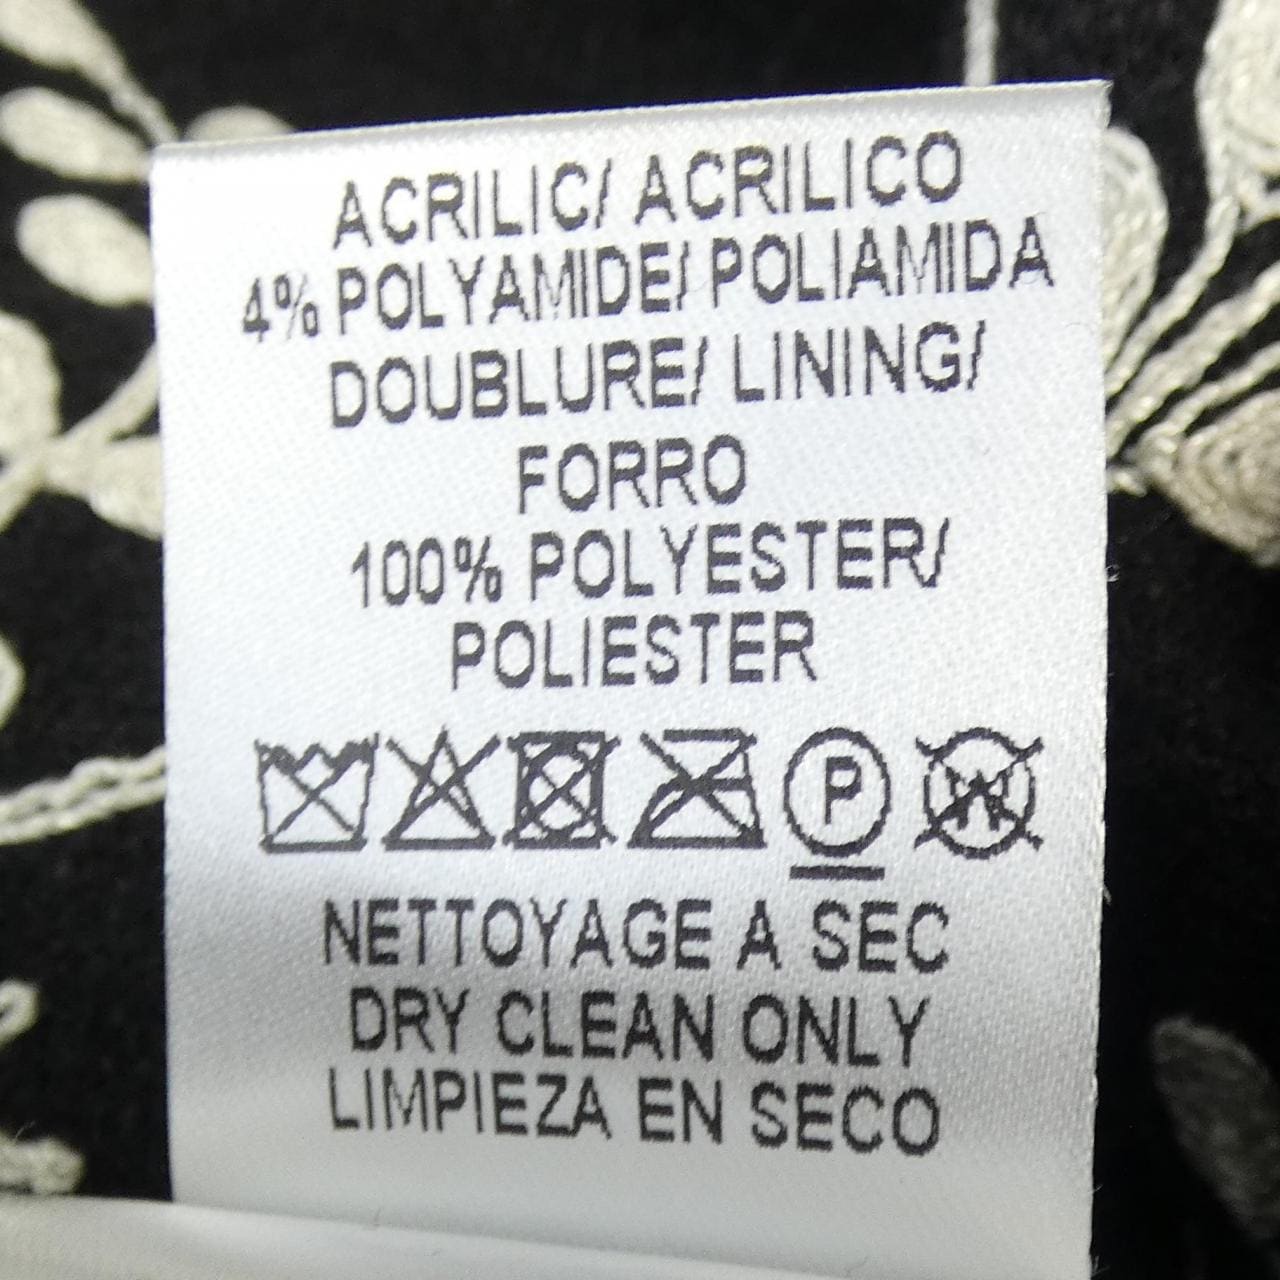 ACRILIC/ ACRILICO
4% POLYAMIDE/ POLIAMIDA
DOUBLURE/ LINING/
FORRO
100% POLYESTER/
POLIESTER
P W
NETTOYAGE A SEC
DRY CLEAN ONLY
LIMPIEZA EN SECO